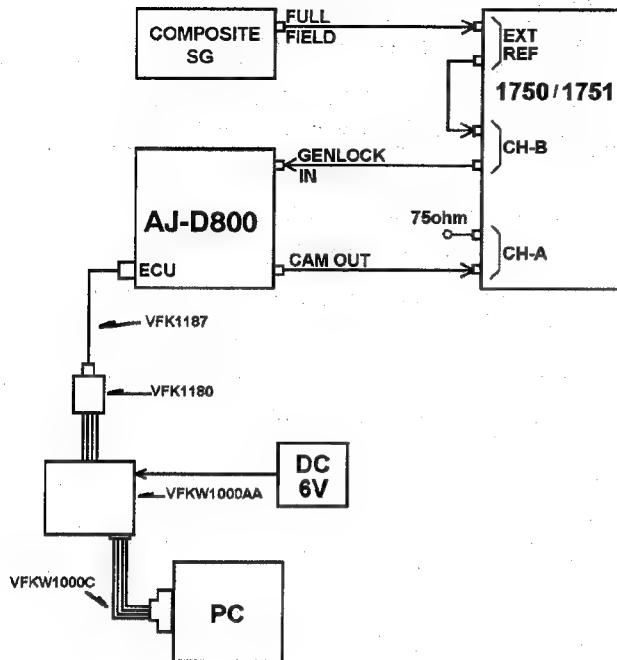 COMPOSITE
SG
FULL
FIELD
EXT
REF
1750/1751
CH-B
GENLOCK
IN
AJ-D800
75ohm
CH-A
ECU
CAM OUT
VFK1187
VFK1180
DC
6V
VFKW1000AA
VFKW1000C
PC